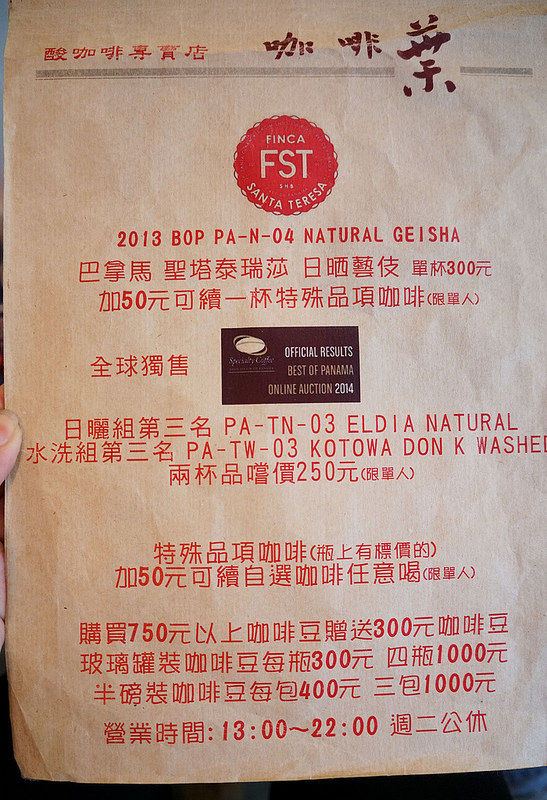 酸咖啡專賣店 咖啡葉
FINCA
FST
SHB
SANTA TERESA
2013 BOP PA-N-04 NATURAL GEISHA
巴拿馬 聖塔泰瑞莎 日晒藝伎 單杯300元
加50元可續一杯特殊品項咖啡(限單人)
全球獨售
Specialty Coffee
OFFICIAL RESULTS
BEST OF PANAMA
ONLINE AUCTION 2014
日曬組第三名 PA-TN-03 ELDIA NATURAL
水洗組第三名 PA-TW-03 KOTOWA DON K WASHED
兩杯品嚐價250元(限單人)
特殊品項咖啡(瓶上有標價的)
加50元可續自選咖啡任意喝(限單人)
購買750元以上咖啡豆贈送300元咖啡豆
玻璃罐裝咖啡豆每瓶300元 四瓶1000元
半磅裝咖啡豆每包400元 三包1000元
營業時間:13:00~22:00 週二公休